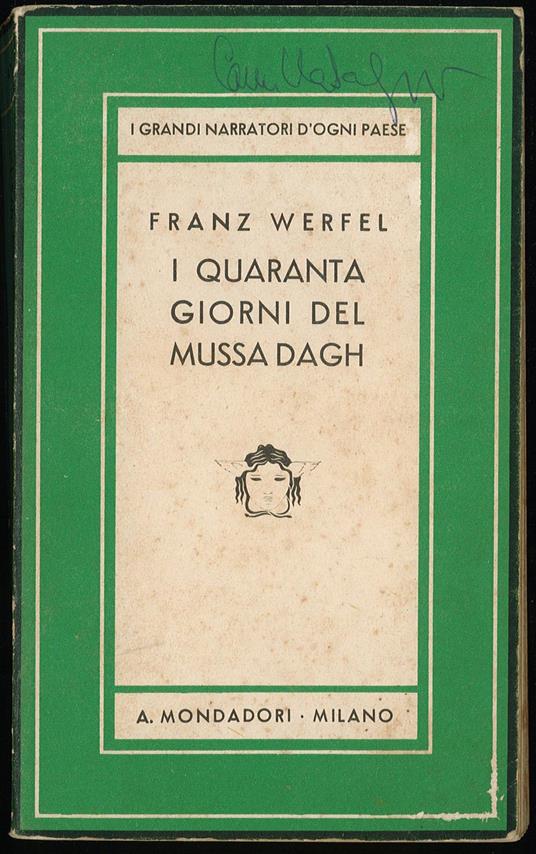 I GRANDI NARRATORI D'OGNI PAESE
FRANZ WERFEL
I QUARANTA
GIORNI DEL
MUSSA DAGH
A. MONDADORI · MILANO